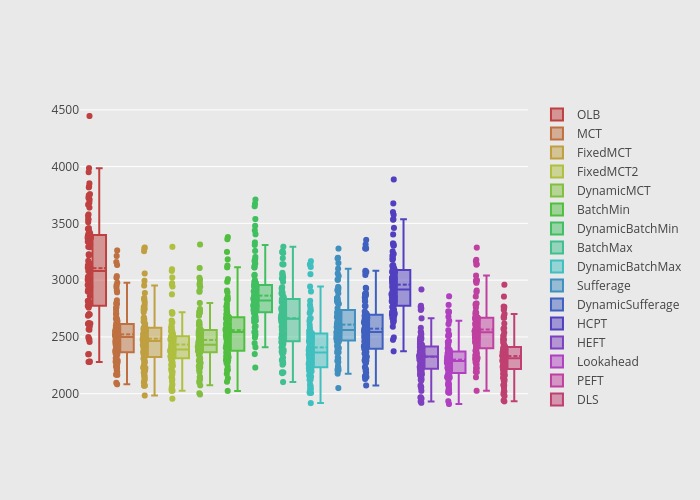 4500
4000
3500
3000
2500
2000
OLB
MCT
FixedMCT
FixedMCT2
DynamicMCT
BatchMin
DynamicBatchMin
BatchMax
DynamicBatchMax
Sufferage
DynamicSufferage
HCPT
HEFT
Lookahead
PEFT
DLS